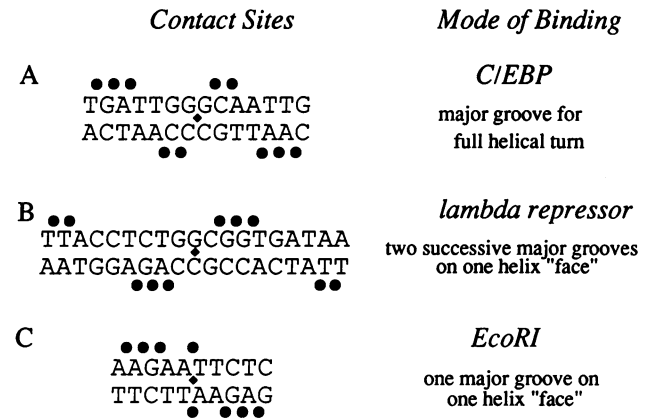 Contact Sites Mode of Binding
A C/EBP
TGATTGGGCAATTG major groove for
ACTAACCCGTTAAC full helical turn
B lambda repressor
TTACCTCTGGCGGTGATAA two successive major grooves
AATGGAGACCGCCACTATT on one helix "face"
C EcoRI
AAGAATTCTC one major groove on
TTCTTAAGAG one helix "face"